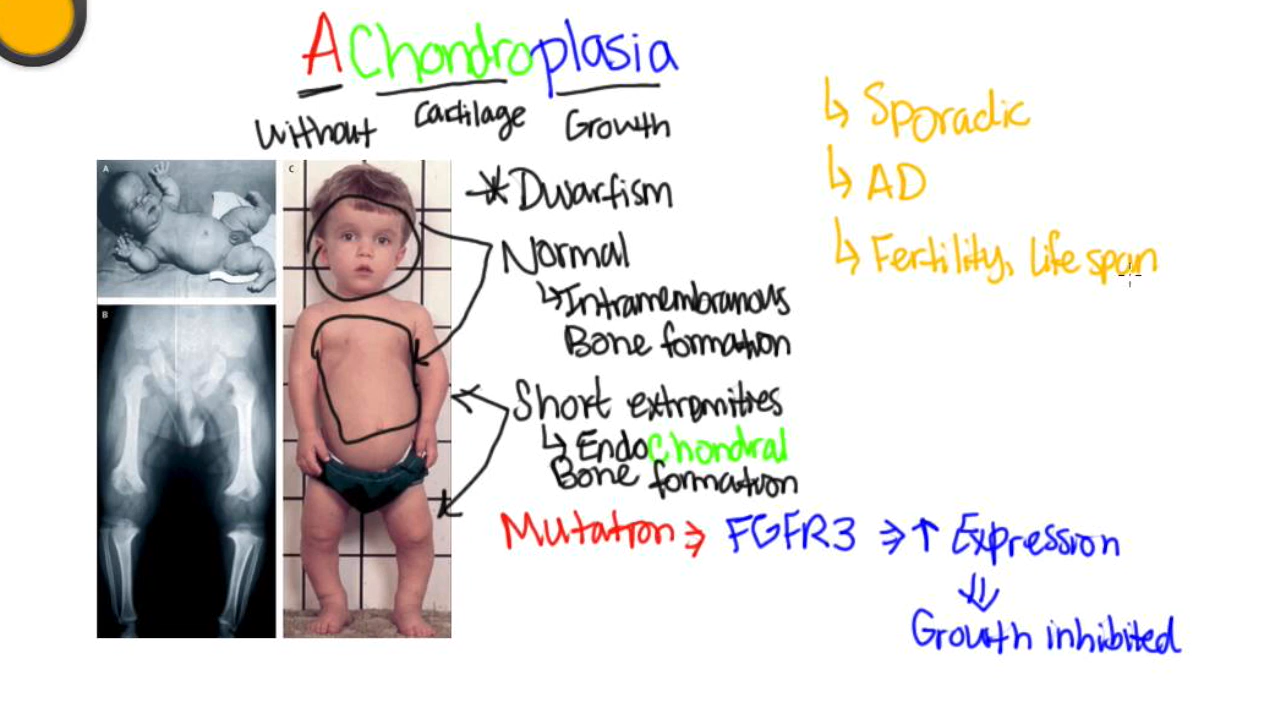 AChondroplasia
without Cartilage Growth
A
C
B
* Dwarfism
Normal
↳Intramembranous
Bone formation
Short extremities
↳ EndoChondral
Bone formation
Mutation ⇒ FGFR3 ⇒↑ Expression
⇓
Growth inhibited
↳ Sporadic
↳ AD
↳ Fertility, life span